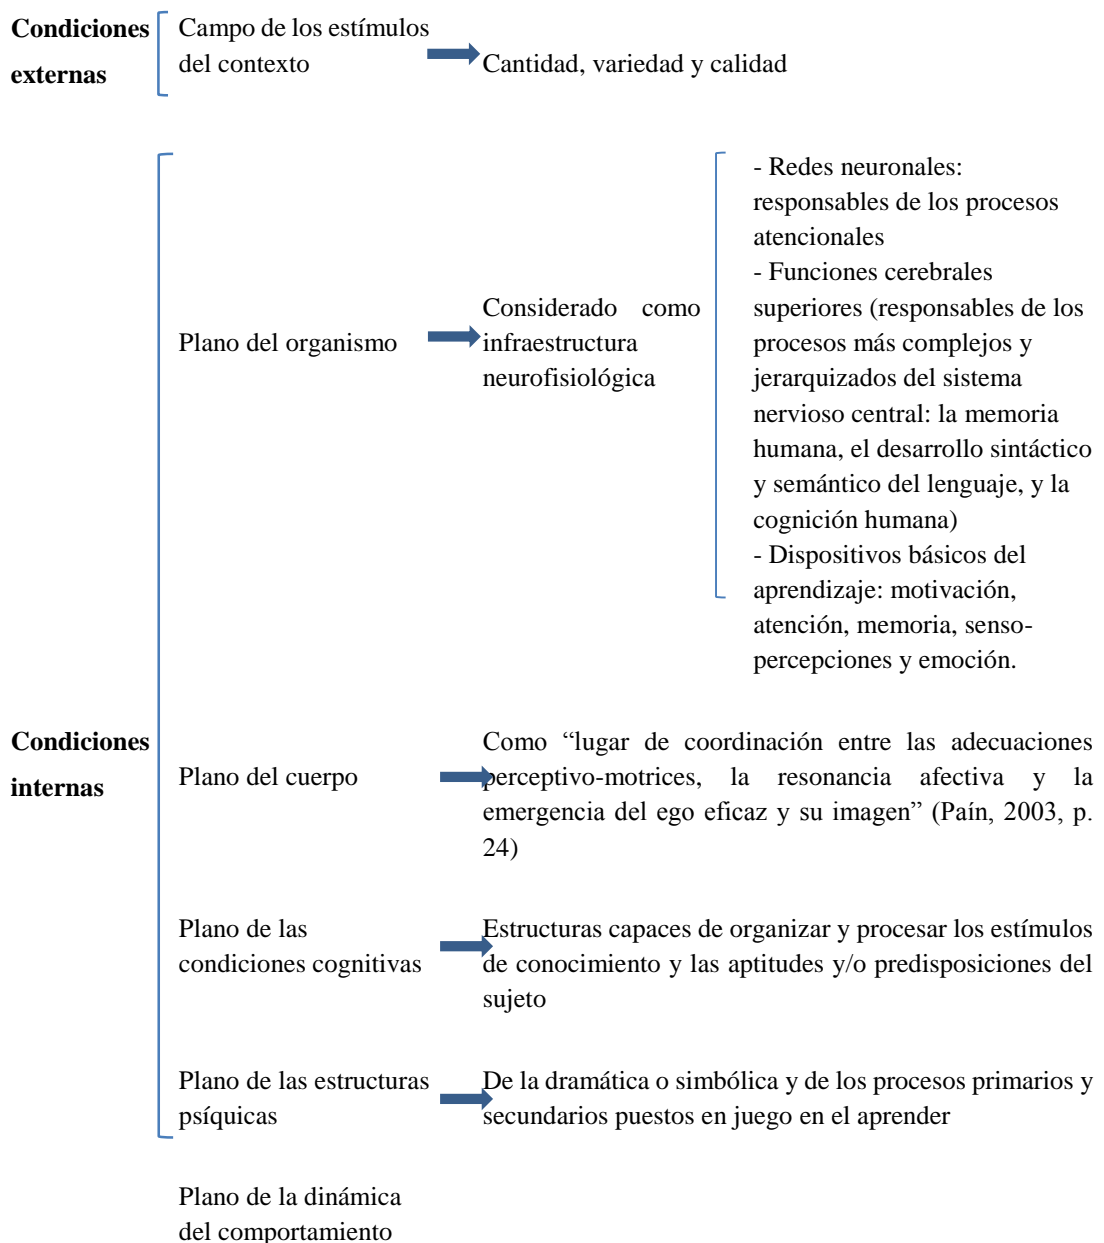 Condiciones
externas
Campo de los estímulos
del contexto
Cantidad, variedad y calidad
Condiciones
internas
Plano del organismo
Considerado como
infraestructura
neurofisiológica
- Redes neuronales:
responsables de los procesos
atencionales
- Funciones cerebrales
superiores (responsables de los
procesos más complejos y
jerarquizados del sistema
nervioso central: la memoria
humana, el desarrollo sintáctico
y semántico del lenguaje, y la
cognición humana)
- Dispositivos básicos del
aprendizaje: motivación,
atención, memoria, senso-
percepciones y emoción.
Plano del cuerpo
Como “lugar de coordinación entre las adecuaciones
perceptivo-motrices, la resonancia afectiva y la
emergencia del ego eficaz y su imagen” (Paín, 2003, p.
24)
Plano de las
condiciones cognitivas
Estructuras capaces de organizar y procesar los estímulos
de conocimiento y las aptitudes y/o predisposiciones del
sujeto
Plano de las estructuras
psíquicas
De la dramática o simbólica y de los procesos primarios y
secundarios puestos en juego en el aprender
Plano de la dinámica
del comportamiento